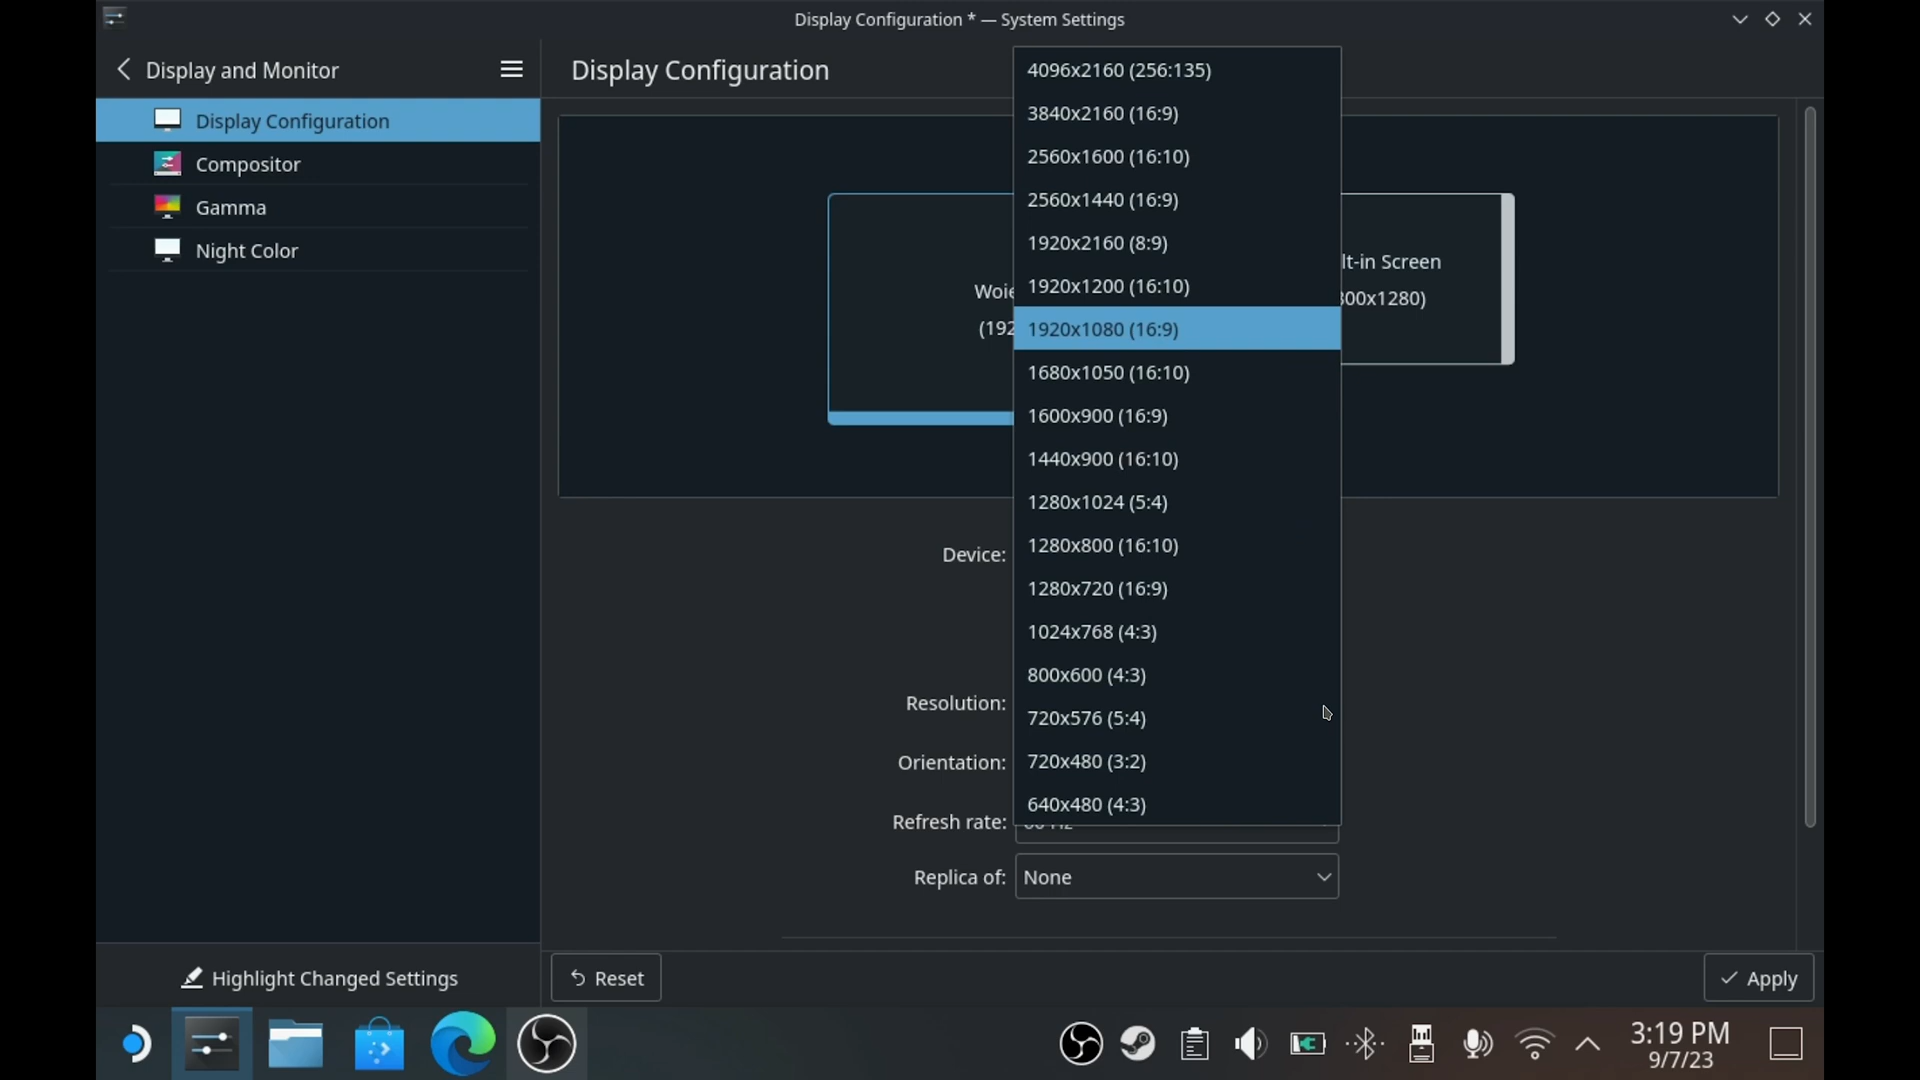 Display Configuration * — System Settings
Display and Monitor
Display Configuration
Compositor
Gamma
Night Color
Highlight Changed Settings
Display Configuration
4096x2160 (256:135)
3840x2160 (16:9)
2560x1600 (16:10)
2560x1440 (16:9)
1920x2160 (8:9)
1920x1200 (16:10)
1920x1080 (16:9)
1680x1050 (16:10)
1600x900 (16:9)
1440x900 (16:10)
1280x1024 (5:4)
1280x800 (16:10)
1280x720 (16:9)
1024x768 (4:3)
800x600 (4:3)
720x576 (5:4)
720x480 (3:2)
640x480 (4:3)
Woie
(192
lt-in Screen
00x1280)
Device:
Resolution:
Orientation:
Refresh rate:
Replica of: None
Reset
Apply
3:19 PM
9/7/23